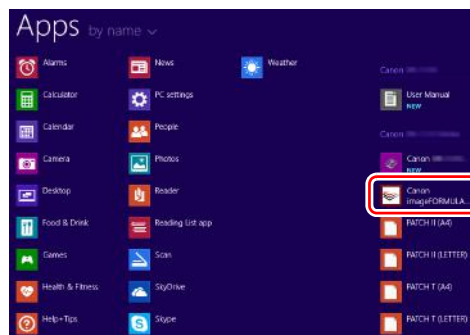 Apps by name
Alarms
Calculator
Calendar
Camera
Desktop
Food & Drink
Games
Health & Fitness
Help+Tips
News
PC settings
People
Photos
Reader
Reading List app
Scan
SkyDrive
Skype
Weather
Canon
User Manual
NEW
Canon
Canon
NEW
Canon
imageFORMULA...
PATCH II (A4)
PATCH II (LETTER)
PATCH T (A4)
PATCH T (LETTER)